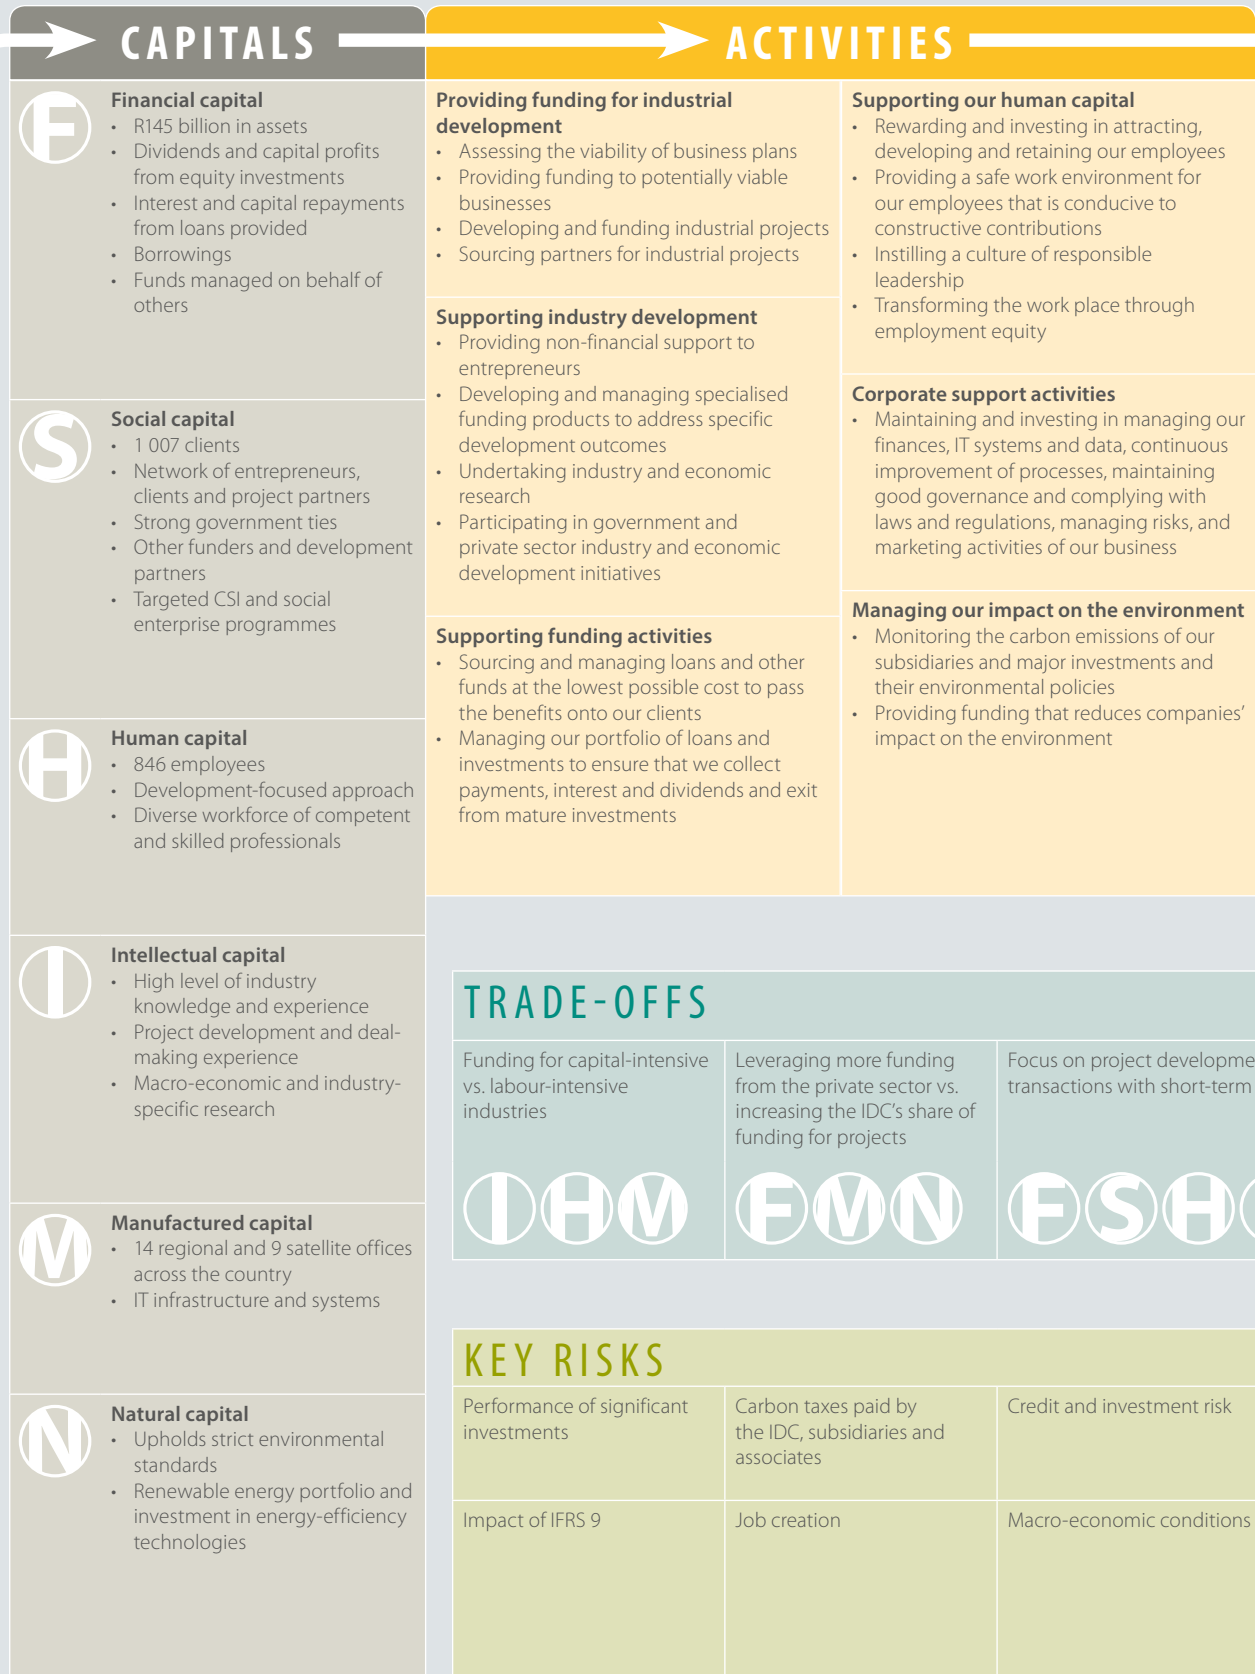 CAPITALS
F
Financial capital
• R145 billion in assets
• Dividends and capital profits
from equity investments
• Interest and capital repayments
from loans provided
• Borrowings
• Funds managed on behalf of
others
S
Social capital
• 1 007 clients
• Network of entrepreneurs,
clients and project partners
• Strong government ties
• Other funders and development
partners
• Targeted CSI and social
enterprise programmes
H
Human capital
• 846 employees
• Development-focused approach
• Diverse workforce of competent
and skilled professionals
I
Intellectual capital
• High level of industry
knowledge and experience
• Project development and deal-
making experience
• Macro-economic and industry-
specific research
M
Manufactured capital
• 14 regional and 9 satellite offices
across the country
• IT infrastructure and systems
N
Natural capital
• Upholds strict environmental
standards
• Renewable energy portfolio and
investment in energy-efficiency
technologies
ACTIVITIES
Providing funding for industrial
development
• Assessing the viability of business plans
• Providing funding to potentially viable
businesses
• Developing and funding industrial projects
• Sourcing partners for industrial projects
Supporting industry development
• Providing non-financial support to
entrepreneurs
• Developing and managing specialised
funding products to address specific
development outcomes
• Undertaking industry and economic
research
• Participating in government and
private sector industry and economic
development initiatives
Supporting funding activities
• Sourcing and managing loans and other
funds at the lowest possible cost to pass
the benefits onto our clients
• Managing our portfolio of loans and
investments to ensure that we collect
payments, interest and dividends and exit
from mature investments
Supporting our human capital
• Rewarding and investing in attracting,
developing and retaining our employees
• Providing a safe work environment for
our employees that is conducive to
constructive contributions
• Instilling a culture of responsible
leadership
• Transforming the work place through
employment equity
Corporate support activities
• Maintaining and investing in managing our
finances, IT systems and data, continuous
improvement of processes, maintaining
good governance and complying with
laws and regulations, managing risks, and
marketing activities of our business
Managing our impact on the environment
• Monitoring the carbon emissions of our
subsidiaries and major investments and
their environmental policies
• Providing funding that reduces companies'
impact on the environment
TRADE-OFFS
Funding for capital-intensive
vs. labour-intensive
industries
I H M
Leveraging more funding
from the private sector vs.
increasing the IDC's share of
funding for projects
F M N
Focus on project developme
transactions with short-term
F S H
KEY RISKS
Performance of significant
investments
Carbon taxes paid by
the IDC, subsidiaries and
associates
Credit and investment risk
Impact of IFRS 9
Job creation
Macro-economic conditions